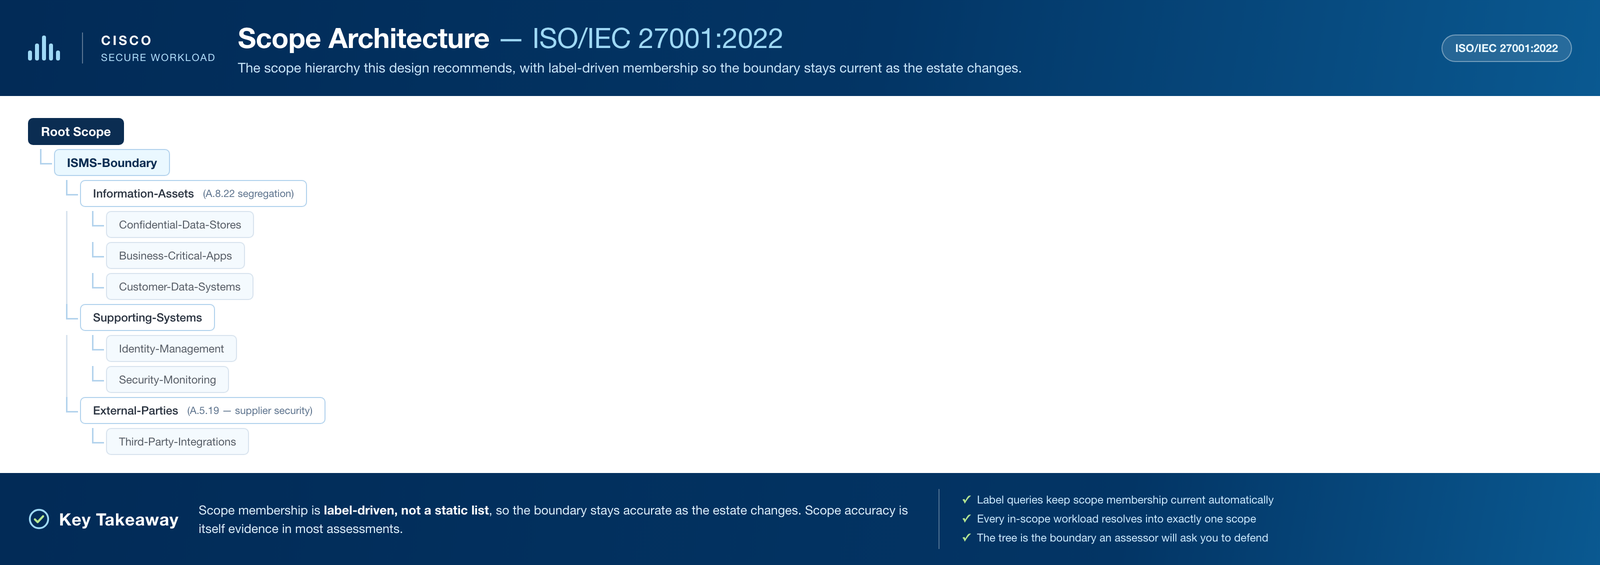 CISCO
SECURE WORKLOAD
Scope Architecture — ISO/IEC 27001:2022
The scope hierarchy this design recommends, with label-driven membership so the boundary stays current as the estate changes.
ISO/IEC 27001:2022
Root Scope
ISMS-Boundary
Information-Assets (A.8.22 segregation)
Confidential-Data-Stores
Business-Critical-Apps
Customer-Data-Systems
Supporting-Systems
Identity-Management
Security-Monitoring
External-Parties (A.5.19 — supplier security)
Third-Party-Integrations
Key Takeaway
Scope membership is label-driven, not a static list, so the boundary stays accurate as the estate changes. Scope accuracy is
itself evidence in most assessments.
✓ Label queries keep scope membership current automatically
✓ Every in-scope workload resolves into exactly one scope
✓ The tree is the boundary an assessor will ask you to defend